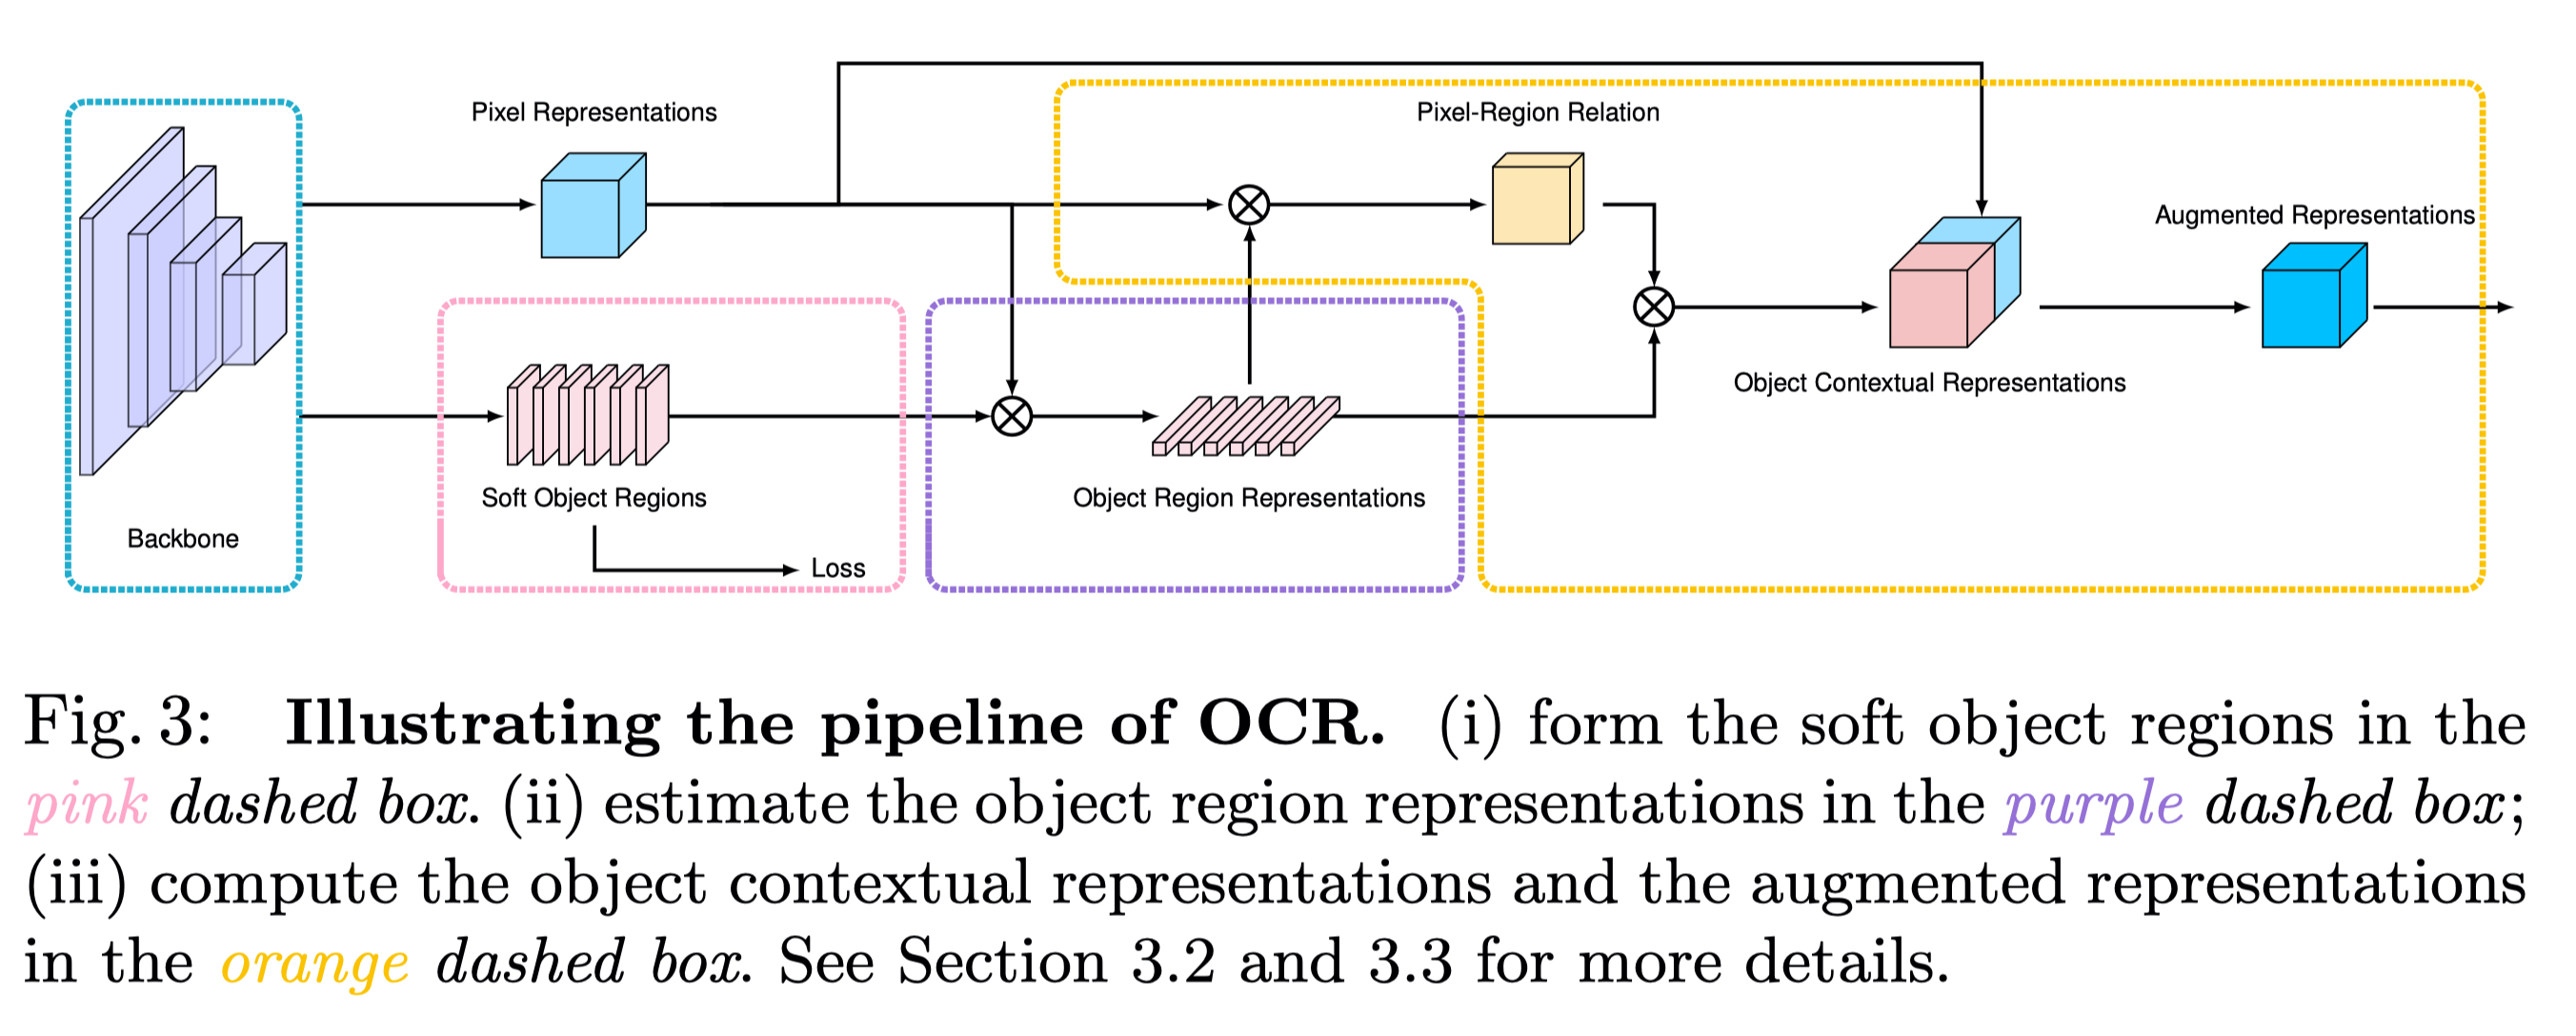 Pixel Representations
Pixel-Region Relation
Augmented Representations
Object Contextual Representations
Soft Object Regions
Object Region Representations
Backbone
Loss
Fig. 3: Illustrating the pipeline of OCR. (i) form the soft object regions in the
pink dashed box. (ii) estimate the object region representations in the purple dashed box;
(iii) compute the object contextual representations and the augmented representations
in the orange dashed box. See Section 3.2 and 3.3 for more details.